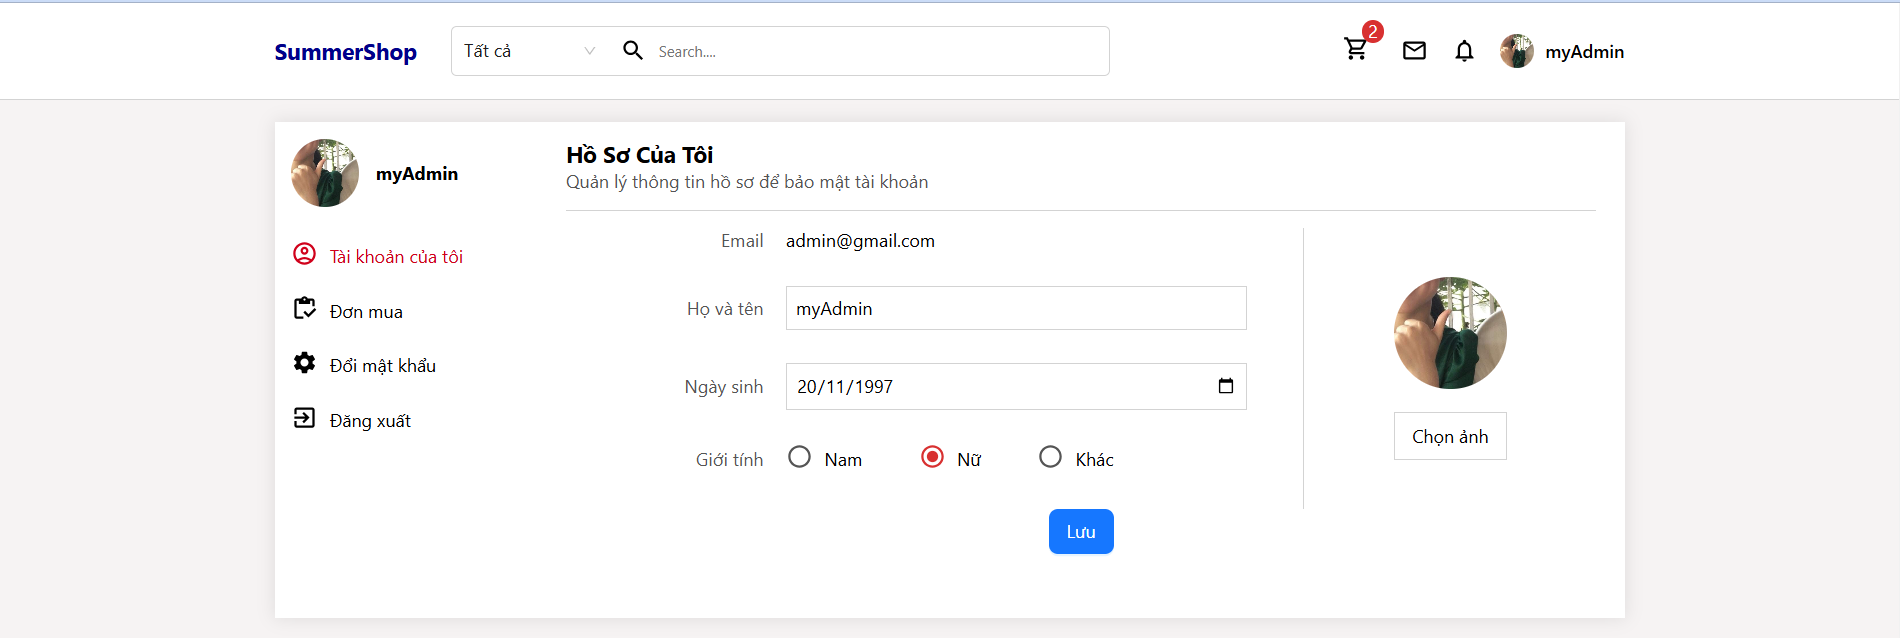 SummerShop
Tất cả
Search....
2
myAdmin
myAdmin
Tài khoản của tôi
Đơn mua
Đổi mật khẩu
Đăng xuất
Hồ Sơ Của Tôi
Quản lý thông tin hồ sơ để bảo mật tài khoản
Email admin@gmail.com
Họ và tên myAdmin
Ngày sinh 20/11/1997
Giới tính Nam Nữ Khác
Lưu
Chọn ảnh